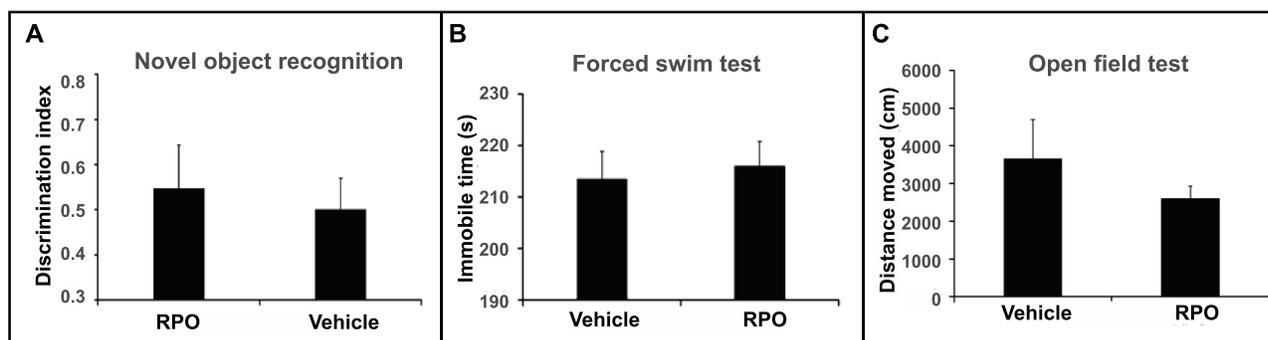 A
Novel object recognition
Discrimination index
0.8
0.7
0.6
0.5
0.4
0.3
RPO Vehicle
B
Forced swim test
Immobile time (s)
230
220
210
200
190
Vehicle RPO
C
Open field test
Distance moved (cm)
6000
5000
4000
3000
2000
1000
0
Vehicle RPO